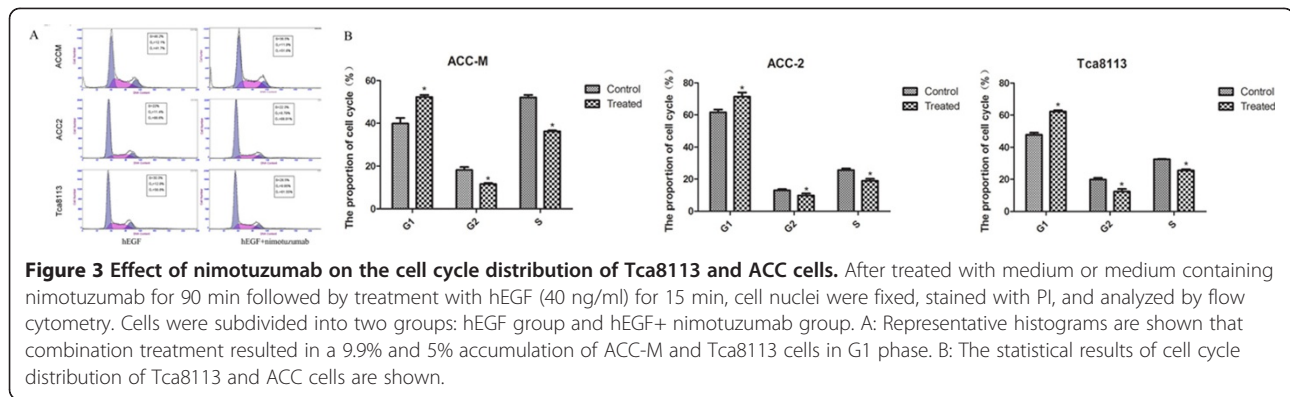 A
B
ACCM
ACC2
Tca8113
hEGF
hEGF+nimotuzumab
ACC-M
The proportion of cell cycle (%)
60
40
20
0
G1
G2
S
Control
Treated
*
*
*
ACC-2
The proportion of cell cycle (%)
80
60
40
20
0
G1
G2
S
Control
Treated
*
*
*
Tca8113
The proportion of cell cycle (%)
80
60
40
20
0
G1
G2
S
Control
Treated
*
*
*
Figure 3 Effect of nimotuzumab on the cell cycle distribution of Tca8113 and ACC cells. After treated with medium or medium containing
nimotuzumab for 90 min followed by treatment with hEGF (40 ng/ml) for 15 min, cell nuclei were fixed, stained with PI, and analyzed by flow
cytometry. Cells were subdivided into two groups: hEGF group and hEGF+ nimotuzumab group. A: Representative histograms are shown that
combination treatment resulted in a 9.9% and 5% accumulation of ACC-M and Tca8113 cells in G1 phase. B: The statistical results of cell cycle
distribution of Tca8113 and ACC cells are shown.